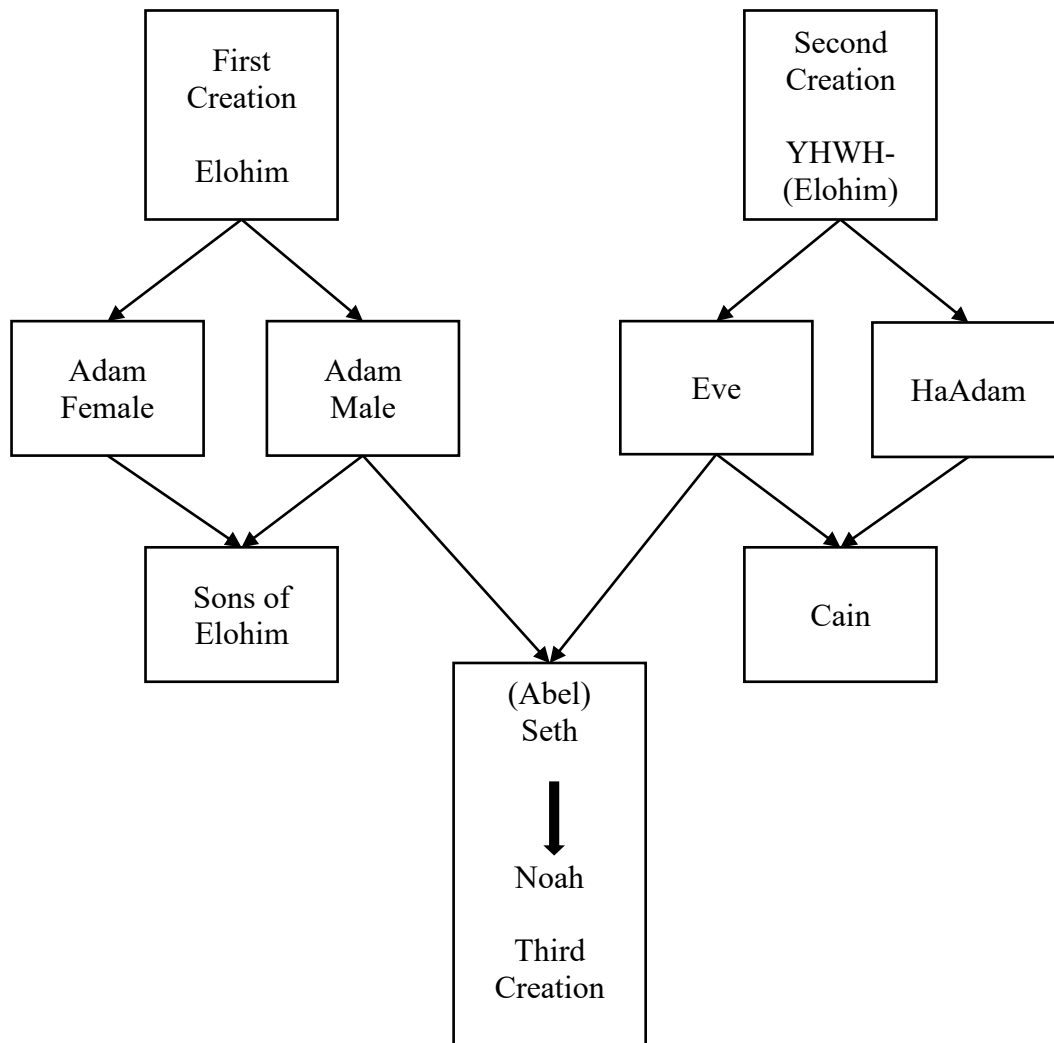 First
Creation
Elohim
Second
Creation
YHWH-
(Elohim)
Adam
Female
Adam
Male
Eve
HaAdam
Sons of
Elohim
Cain
(Abel)
Seth
Noah
Third
Creation